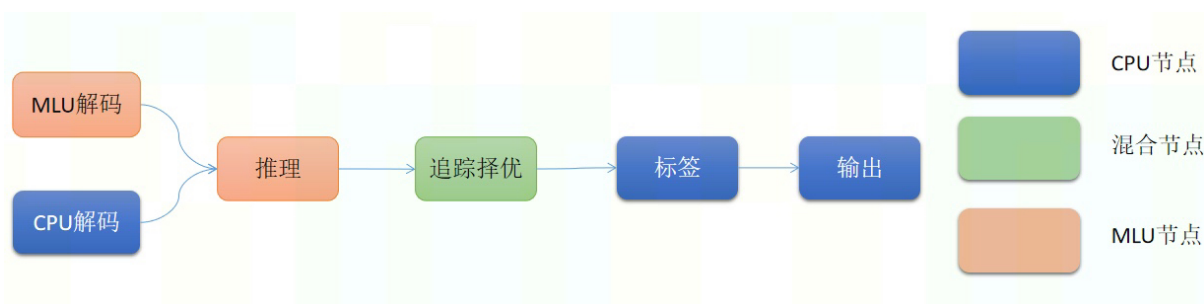 MLU解码
CPU解码
推理
追踪择优
标签
输出
CPU节点
混合节点
MLU节点